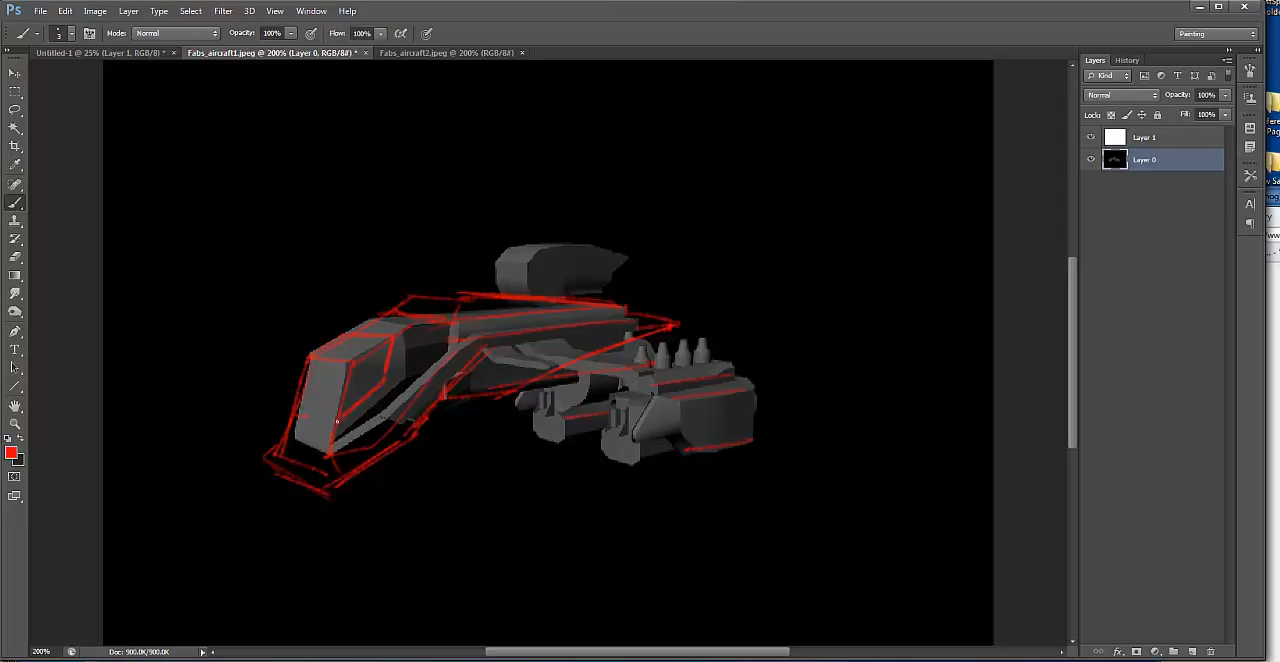 Ps File Edit Image Layer Type Select Filter 3D View Window Help
3 Mode: Normal Opacity: 100% Flow: 100% Painting
Untitled-1 @ 25% (Layer 1, RGB/8) * × Fabs_aircraft1.jpeg @ 200% (Layer 0, RGB/8#) * × Fabs_aircraft2.jpeg @ 200% (RGB/8#) ×
Layers History
Kind
Normal Opacity: 100%
Lock: Fill: 100%
Layer 1
Layer 0
200% Doc: 900.0K/900.0K